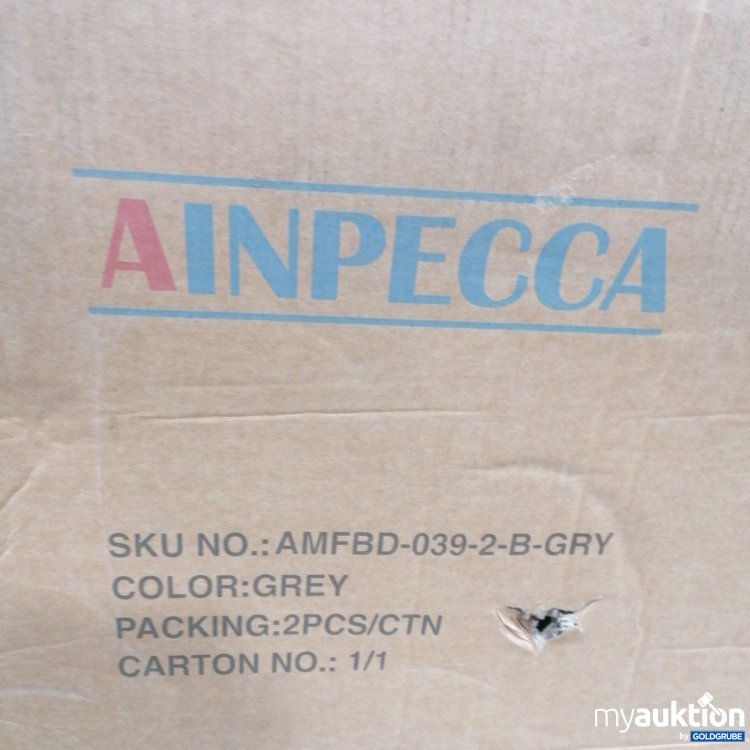 AINPECCA
SKU NO.: AMFBD-039-2-B-GRY
COLOR:GREY
PACKING:2PCS/CTN
CARTON NO.: 1/1
myauktion
by GOLDGRUBE